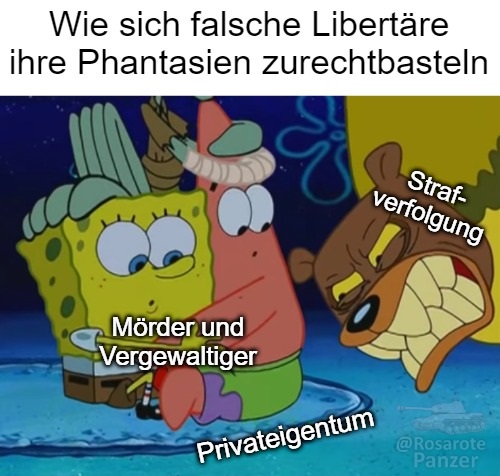 Wie sich falsche Libertäre
ihre Phantasien zurechtbasteln
Straf-
verfolgung
Mörder und
Vergewaltiger
Privateigentum
@Rosarote
Panzer